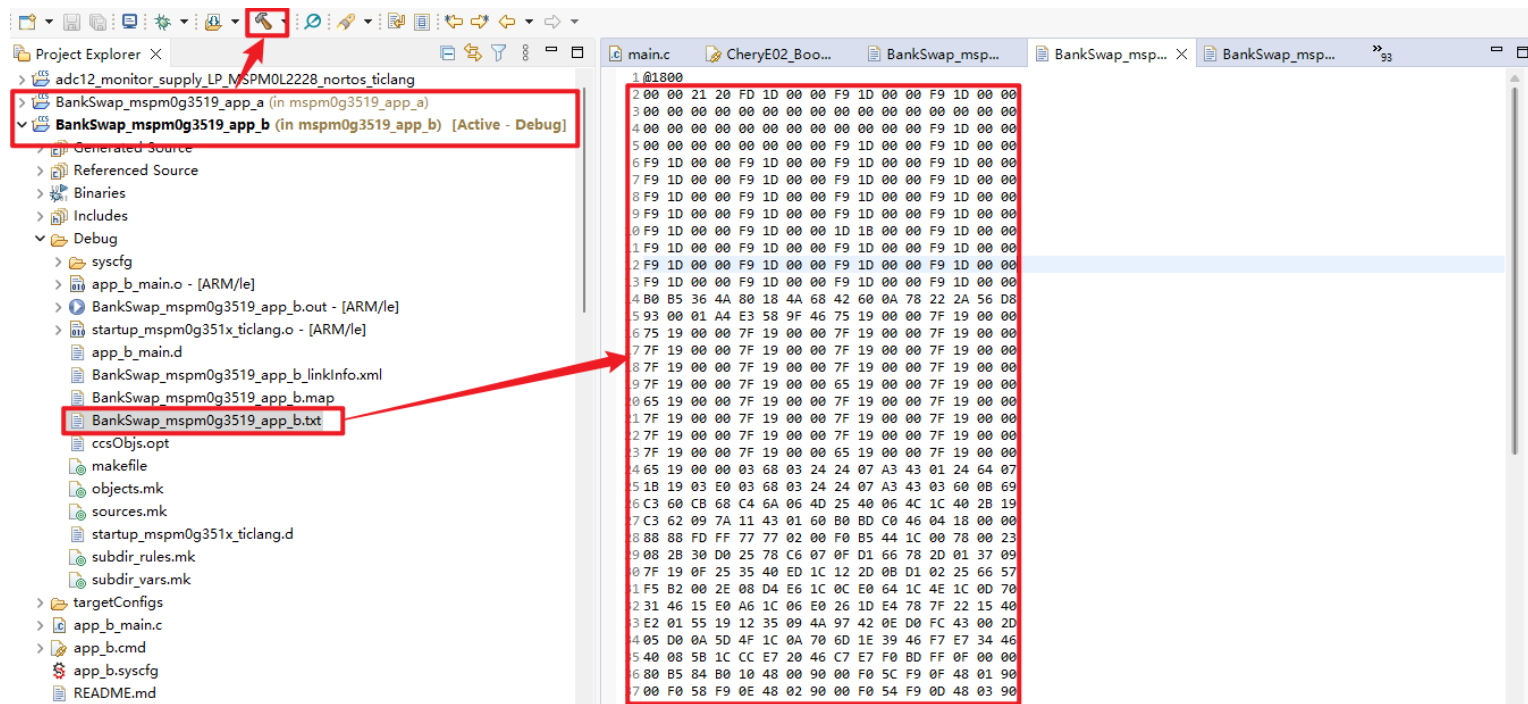 Project Explorer
main.c
CheryE02_Boo...
BankSwap_msp...
BankSwap_msp...
BankSwap_msp...
»93
adc12_monitor_supply_LP_MSPM0L2228_nortos_ticlang
BankSwap_mspm0g3519_app_a (in mspm0g3519_app_a)
BankSwap_mspm0g3519_app_b (in mspm0g3519_app_b) [Active - Debug]
Generated Source
Referenced Source
Binaries
Includes
Debug
syscfg
app_b_main.o - [ARM/le]
BankSwap_mspm0g3519_app_b.out - [ARM/le]
startup_mspm0g351x_ticlang.o - [ARM/le]
app_b_main.d
BankSwap_mspm0g3519_app_b_linkInfo.xml
BankSwap_mspm0g3519_app_b.map
BankSwap_mspm0g3519_app_b.txt
ccsObjs.opt
makefile
objects.mk
sources.mk
startup_mspm0g351x_ticlang.d
subdir_rules.mk
subdir_vars.mk
targetConfigs
app_b_main.c
app_b.cmd
app_b.syscfg
README.md
1 @1800
2 00 00 21 20 FD 1D 00 00 F9 1D 00 00 F9 1D 00 00
3 00 00 00 00 00 00 00 00 00 00 00 00 00 00 00 00
4 00 00 00 00 00 00 00 00 00 00 00 00 F9 1D 00 00
5 00 00 00 00 00 00 00 00 F9 1D 00 00 F9 1D 00 00
6 F9 1D 00 00 F9 1D 00 00 F9 1D 00 00 F9 1D 00 00
7 F9 1D 00 00 F9 1D 00 00 F9 1D 00 00 F9 1D 00 00
8 F9 1D 00 00 F9 1D 00 00 F9 1D 00 00 F9 1D 00 00
9 F9 1D 00 00 F9 1D 00 00 F9 1D 00 00 F9 1D 00 00
0 F9 1D 00 00 F9 1D 00 00 1D 1B 00 00 F9 1D 00 00
1 F9 1D 00 00 F9 1D 00 00 F9 1D 00 00 F9 1D 00 00
2 F9 1D 00 00 F9 1D 00 00 F9 1D 00 00 F9 1D 00 00
3 F9 1D 00 00 F9 1D 00 00 F9 1D 00 00 F9 1D 00 00
4 B0 B5 36 4A 80 18 4A 68 42 60 0A 78 22 2A 56 D8
5 93 00 01 A4 E3 58 9F 46 75 19 00 00 7F 19 00 00
6 75 19 00 00 7F 19 00 00 7F 19 00 00 7F 19 00 00
7 7F 19 00 00 7F 19 00 00 7F 19 00 00 7F 19 00 00
8 7F 19 00 00 7F 19 00 00 7F 19 00 00 7F 19 00 00
9 7F 19 00 00 7F 19 00 00 65 19 00 00 7F 19 00 00
0 65 19 00 00 7F 19 00 00 7F 19 00 00 7F 19 00 00
1 7F 19 00 00 7F 19 00 00 7F 19 00 00 7F 19 00 00
2 7F 19 00 00 7F 19 00 00 7F 19 00 00 7F 19 00 00
3 7F 19 00 00 7F 19 00 00 65 19 00 00 7F 19 00 00
4 65 19 00 00 03 68 03 24 24 07 A3 43 01 24 64 07
5 1B 19 03 E0 03 68 03 24 24 07 A3 43 03 60 0B 69
6 C3 60 CB 68 C4 6A 06 4D 25 40 06 4C 1C 40 2B 19
7 C3 62 09 7A 11 43 01 60 B0 BD C0 46 04 18 00 00
8 88 88 FD FF 77 77 02 00 F0 B5 44 1C 00 78 00 23
9 08 2B 30 D0 25 78 C6 07 0F D1 66 78 2D 01 37 09
0 7F 19 0F 25 35 40 ED 1C 12 2D 0B D1 02 25 66 57
1 F5 B2 00 2E 08 D4 E6 1C 0C E0 64 1C 4E 1C 0D 70
2 31 46 15 E0 A6 1C 06 E0 26 1D E4 78 7F 22 15 40
3 E2 01 55 19 12 35 09 4A 97 42 0E D0 FC 43 00 2D
4 05 D0 0A 5D 4F 1C 0A 70 6D 1E 39 46 F7 E7 34 46
5 40 08 5B 1C CC E7 20 46 C7 E7 F0 BD FF 0F 00 00
6 80 B5 84 B0 10 48 00 90 00 F0 5C F9 0F 48 01 90
7 00 F0 58 F9 0E 48 02 90 00 F0 54 F9 0D 48 03 90